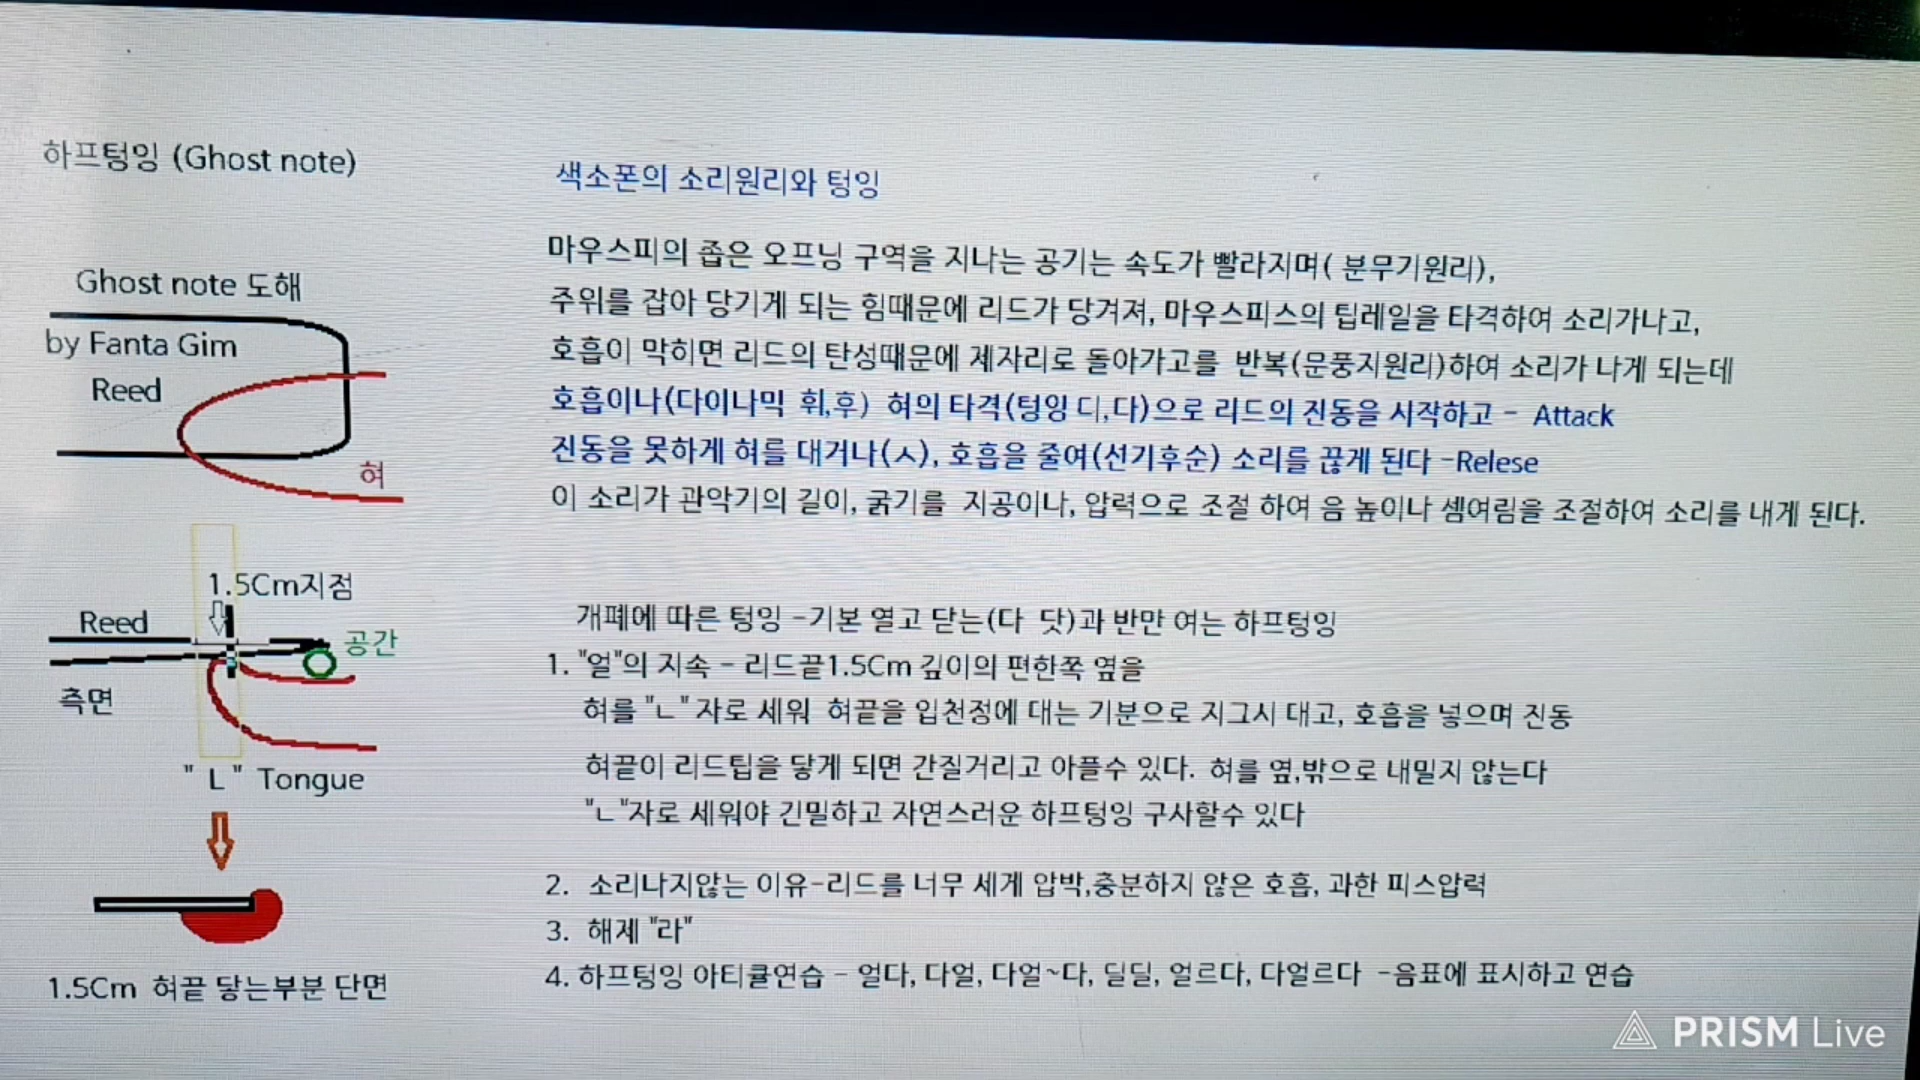 하프텅잉 (Ghost note)
Ghost note 도해
by Fanta Gim
Reed
혀
1.5Cm지점
Reed
공간
측면
" L " Tongue
1.5Cm 혀끝 닿는부분 단면
색소폰의 소리원리와 텅잉
마우스피의 좁은 오프닝 구역을 지나는 공기는 속도가 빨라지며( 분무기원리),
주위를 잡아 당기게 되는 힘때문에 리드가 당겨져, 마우스피스의 팁레일을 타격하여 소리가나고,
호흡이 막히면 리드의 탄성때문에 제자리로 돌아가고를 반복(문풍지원리)하여 소리가 나게 되는데
호흡이나(다이나믹 휘,후) 혀의 타격(텅잉 디,다)으로 리드의 진동을 시작하고 - Attack
진동을 못하게 혀를 대거나(ㅅ), 호흡을 줄여(선기후순) 소리를 끊게 된다 -Relese
이 소리가 관악기의 길이, 굵기를 지공이나, 압력으로 조절 하여 음 높이나 셈여림을 조절하여 소리를 내게 된다.
개폐에 따른 텅잉 -기본 열고 닫는(다 닷)과 반만 여는 하프텅잉
1. "얼"의 지속 - 리드끝1.5Cm 깊이의 편한쪽 옆을
혀를 "ㄴ" 자로 세워 혀끝을 입천정에 대는 기분으로 지그시 대고, 호흡을 넣으며 진동
혀끝이 리드팁을 닿게 되면 간질거리고 아플수 있다. 혀를 옆,밖으로 내밀지 않는다
"ㄴ"자로 세워야 긴밀하고 자연스러운 하프텅잉 구사할수 있다
2. 소리나지않는 이유-리드를 너무 세게 압박,충분하지 않은 호흡, 과한 피스압력
3. 해제 "라"
4. 하프텅잉 아티큘연습 - 얼다, 다얼, 다얼~다, 딜딜, 얼르다, 다얼르다 -음표에 표시하고 연습
PRISM Live